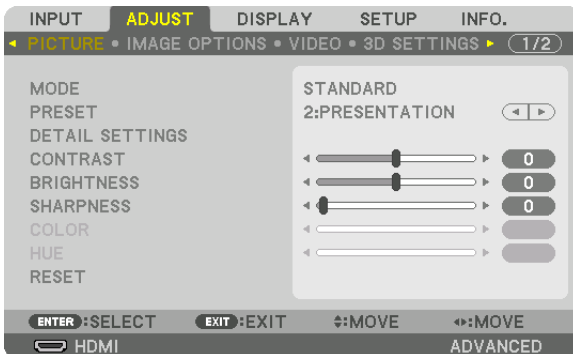 INPUT ADJUST DISPLAY SETUP INFO.
PICTURE • IMAGE OPTIONS • VIDEO • 3D SETTINGS 1/2
MODE STANDARD
PRESET 2:PRESENTATION
DETAIL SETTINGS
CONTRAST 0
BRIGHTNESS 0
SHARPNESS 0
COLOR
HUE
RESET
ENTER :SELECT EXIT :EXIT :MOVE :MOVE
HDMI ADVANCED